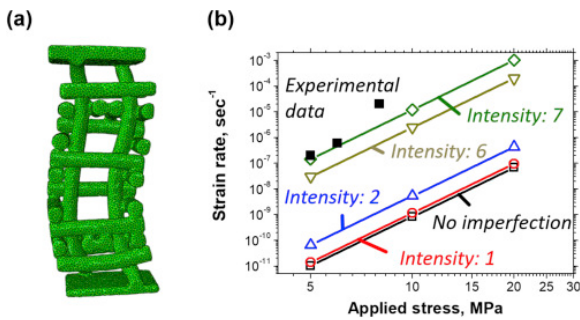 (a)
(b)
Strain rate, sec⁻¹
10⁻³
10⁻⁴
10⁻⁵
10⁻⁶
10⁻⁷
10⁻⁸
10⁻⁹
10⁻¹⁰
10⁻¹¹
Experimental
data
Intensity: 7
Intensity: 6
Intensity: 2
No imperfection
Intensity: 1
5 10 15 20 25 30
Applied stress, MPa